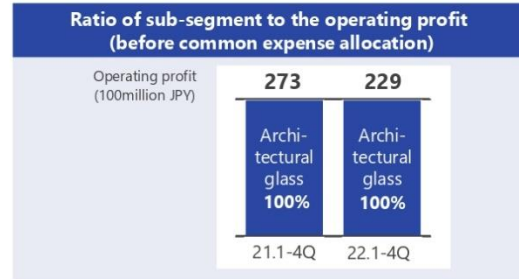 Ratio of sub-segment to the operating profit
(before common expense allocation)
Operating profit
(100million JPY)
273 229
Archi-
tectural
glass
100%
Archi-
tectural
glass
100%
21.1-4Q 22.1-4Q